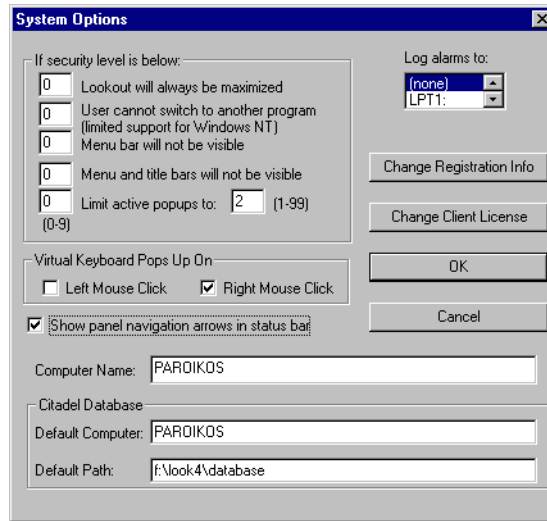 System Options
If security level is below:
0 Lookout will always be maximized
0 User cannot switch to another program
(limited support for Windows NT)
0 Menu bar will not be visible
0 Menu and title bars will not be visible
0 Limit active popups to: 2 (1-99)
(0-9)
Log alarms to:
(none)
LPT1:
Change Registration Info
Change Client License
OK
Cancel
Virtual Keyboard Pops Up On
Left Mouse Click Right Mouse Click
Show panel navigation arrows in status bar
Computer Name: PAROIKOS
Citadel Database
Default Computer: PAROIKOS
Default Path: f:\look4\database